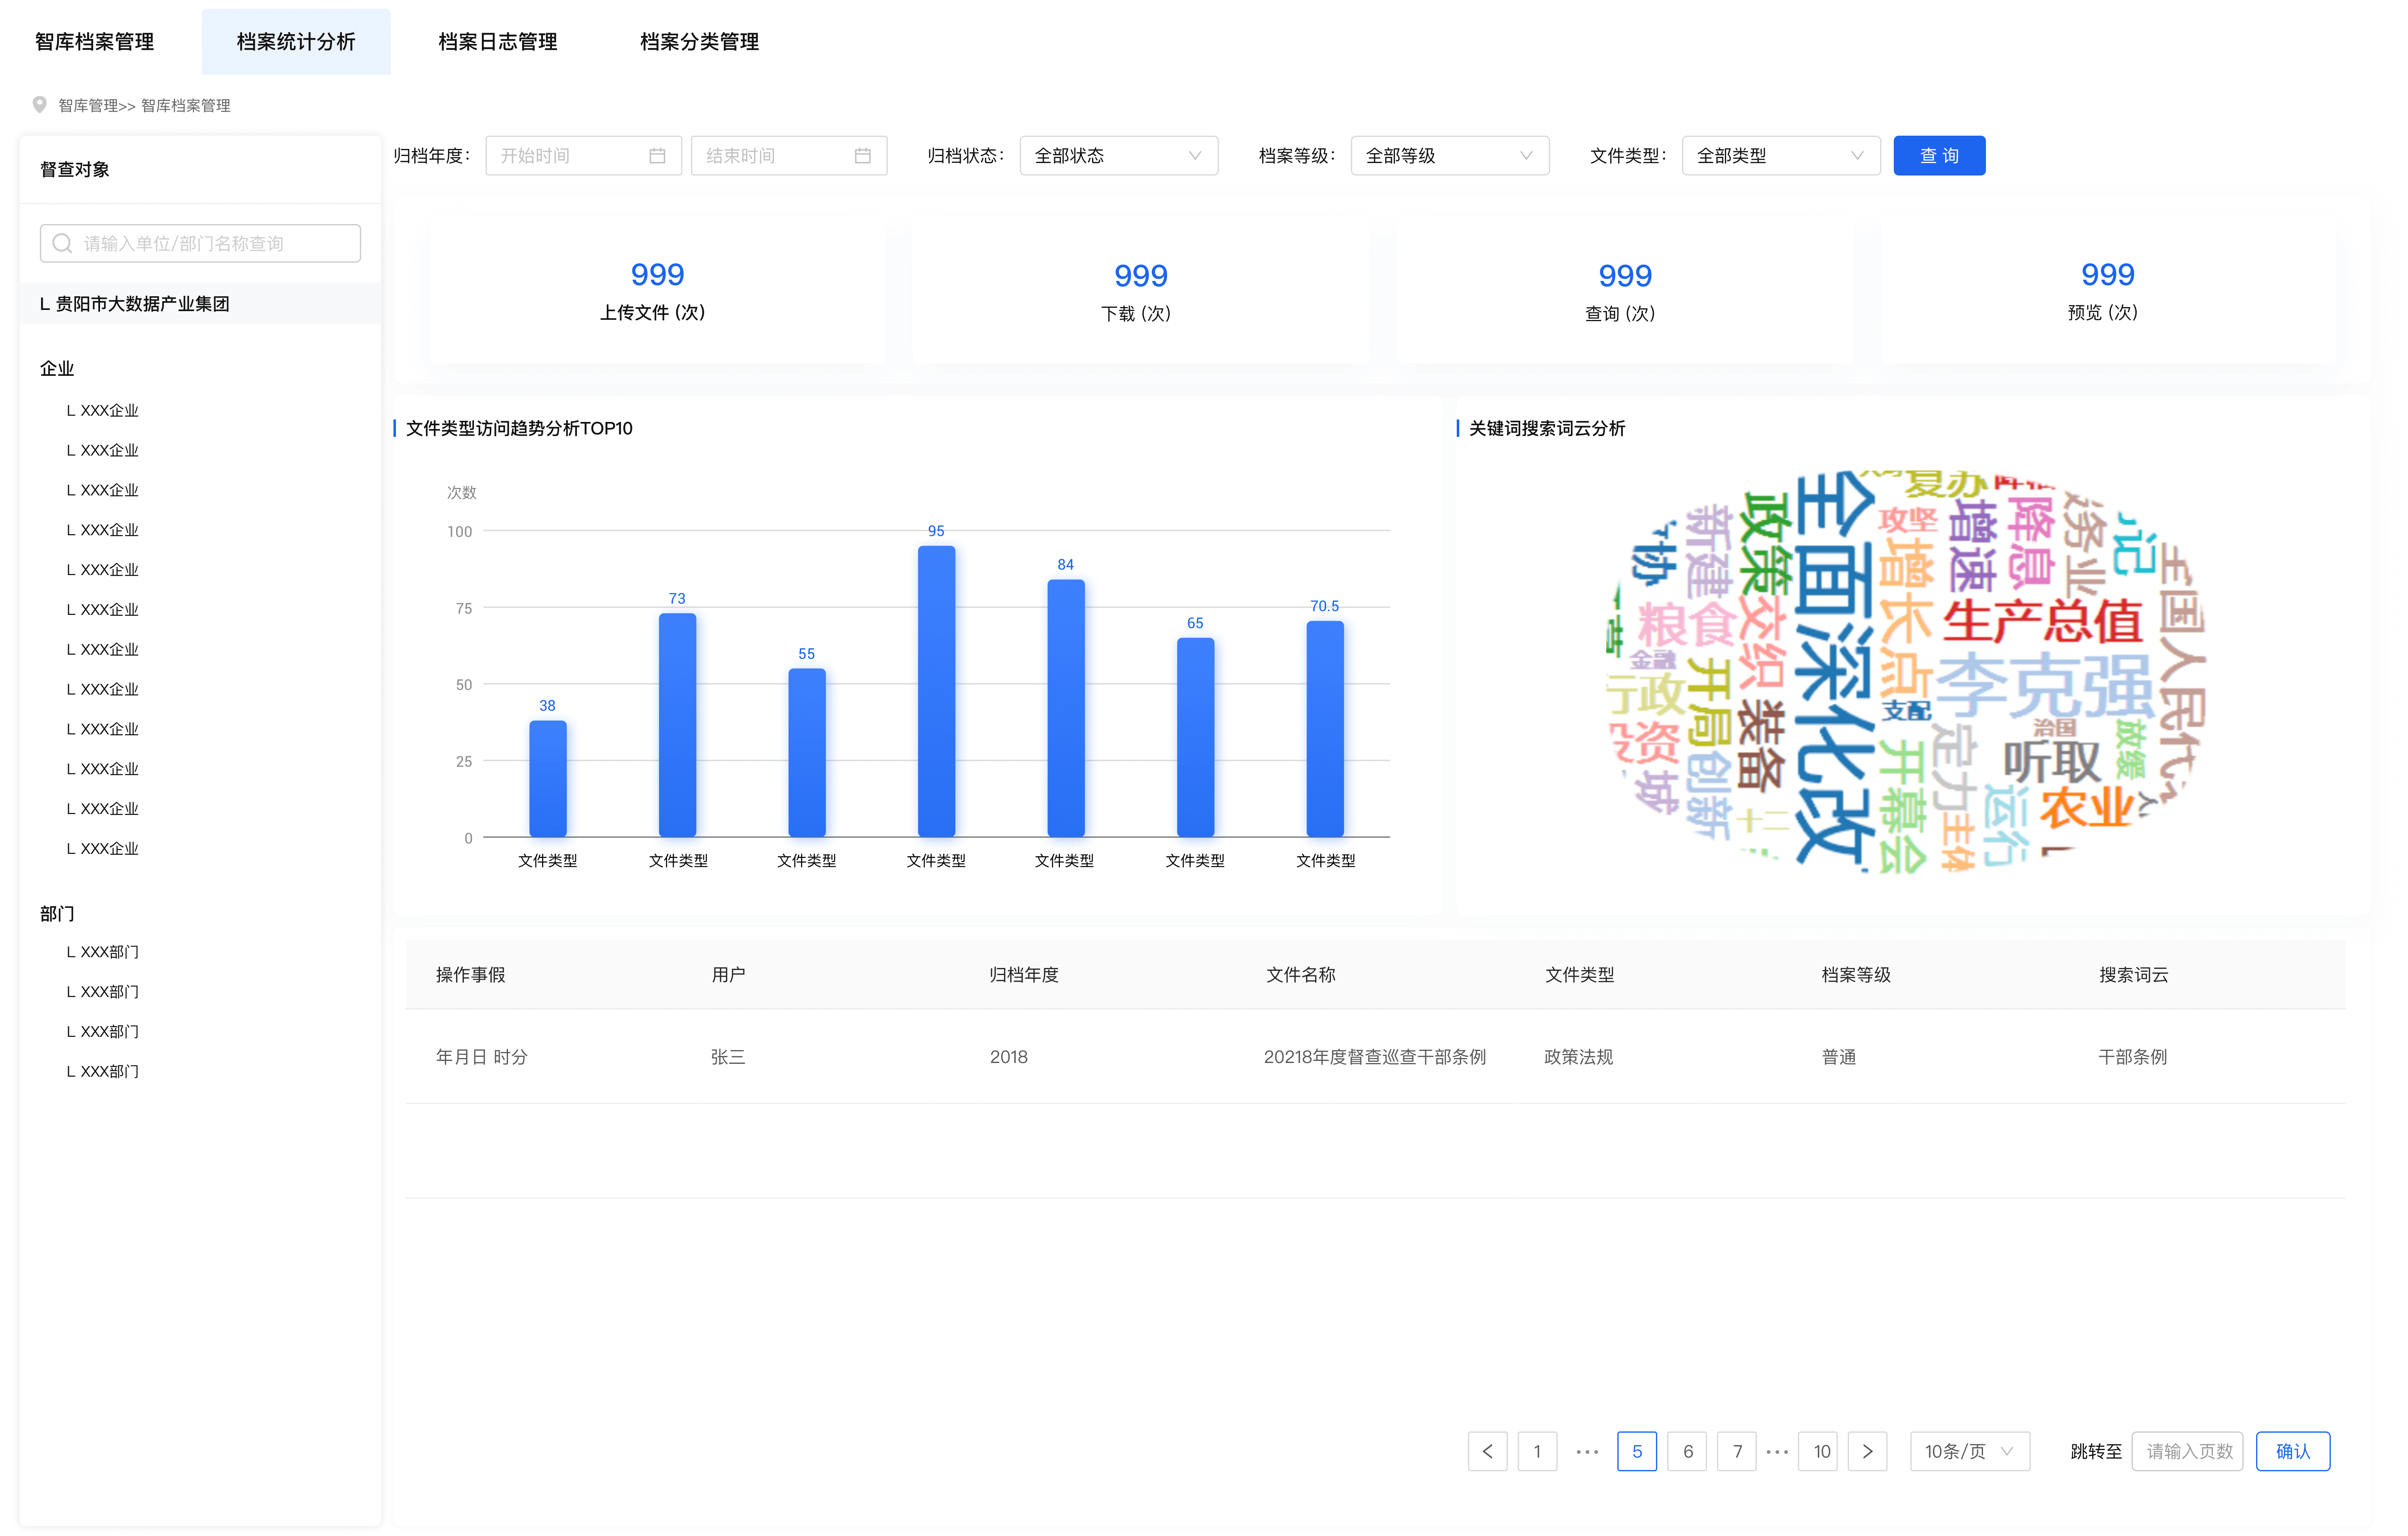 智库档案管理
档案统计分析
档案日志管理
档案分类管理
智库管理>> 智库档案管理
督查对象
请输入单位/部门名称查询
L 贵阳市大数据产业集团
企业
L XXX企业
L XXX企业
L XXX企业
L XXX企业
L XXX企业
L XXX企业
L XXX企业
L XXX企业
L XXX企业
L XXX企业
L XXX企业
L XXX企业
部门
L XXX部门
L XXX部门
L XXX部门
L XXX部门
归档年度：
开始时间
结束时间
归档状态：
全部状态
档案等级：
全部等级
文件类型：
全部类型
查 询
999
上传文件 (次)
999
下载 (次)
999
查询 (次)
999
预览 (次)
文件类型访问趋势分析TOP10
次数
100
75
50
25
0
38
73
55
95
84
65
70.5
文件类型
文件类型
文件类型
文件类型
文件类型
文件类型
文件类型
关键词搜索词云分析
全面深化改
政策
新建
攻坚
增速
降息
务业
记
协
增长点
粮食
交织
生产总值
全国人民代
金融
行政
开局
李克强
支配
投资
装备
治国
放缓
定力
听取
创新
开幕会
运行
农业
十二
主体
操作事假
用户
归档年度
文件名称
文件类型
档案等级
搜索词云
年月日 时分
张三
2018
20218年度督查巡查干部条例
政策法规
普通
干部条例
1
•••
5
6
7
•••
10
10条/页
跳转至
请输入页数
确认